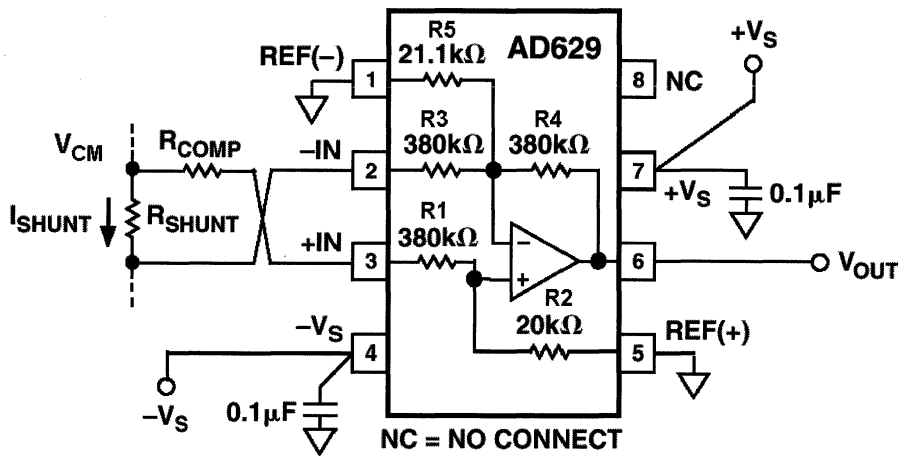 REF(–)
R5
21.1kΩ
AD629
+VS
1
8
NC
VCM
RCOMP
–IN
R3
380kΩ
R4
380kΩ
2
7
+VS
0.1µF
ISHUNT
RSHUNT
+IN
R1
380kΩ
–
+
3
6
VOUT
R2
20kΩ
–VS
4
5
REF(+)
–VS
0.1µF
NC = NO CONNECT